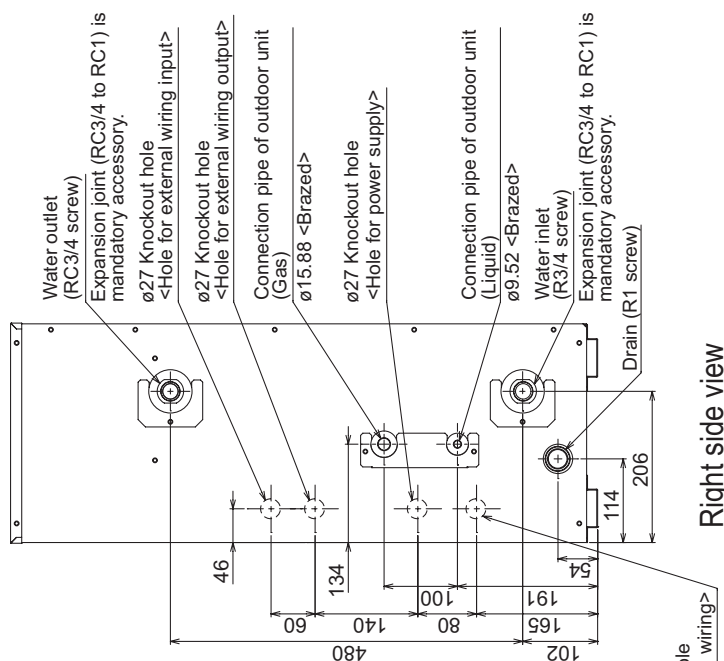 Water outlet
(RC3/4 screw)
Expansion joint (RC3/4 to RC1) is
mandatory accessory.
ø27 Knockout hole
<Hole for external wiring input>
ø27 Knockout hole
<Hole for external wiring output>
Connection pipe of outdoor unit
(Gas)
ø15.88 <Brazed>
ø27 Knockout hole
<Hole for power supply>
Connection pipe of outdoor unit
(Liquid)
ø9.52 <Brazed>
Water inlet
(R3/4 screw)
Expansion joint (RC3/4 to RC1) is
mandatory accessory.
Drain (R1 screw)
46
134
60
140
80
165
480
102
100
191
54
114
206
ole
wiring>
Right side view